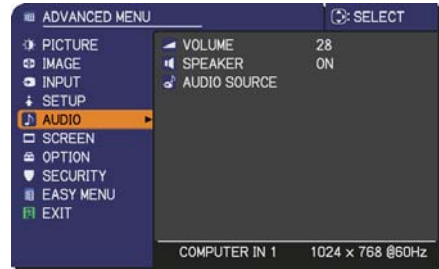 ADVANCED MENU
: SELECT
PICTURE
IMAGE
INPUT
SETUP
AUDIO
SCREEN
OPTION
SECURITY
EASY MENU
EXIT
VOLUME 28
SPEAKER ON
AUDIO SOURCE
COMPUTER IN 1 1024 x 768 @60Hz